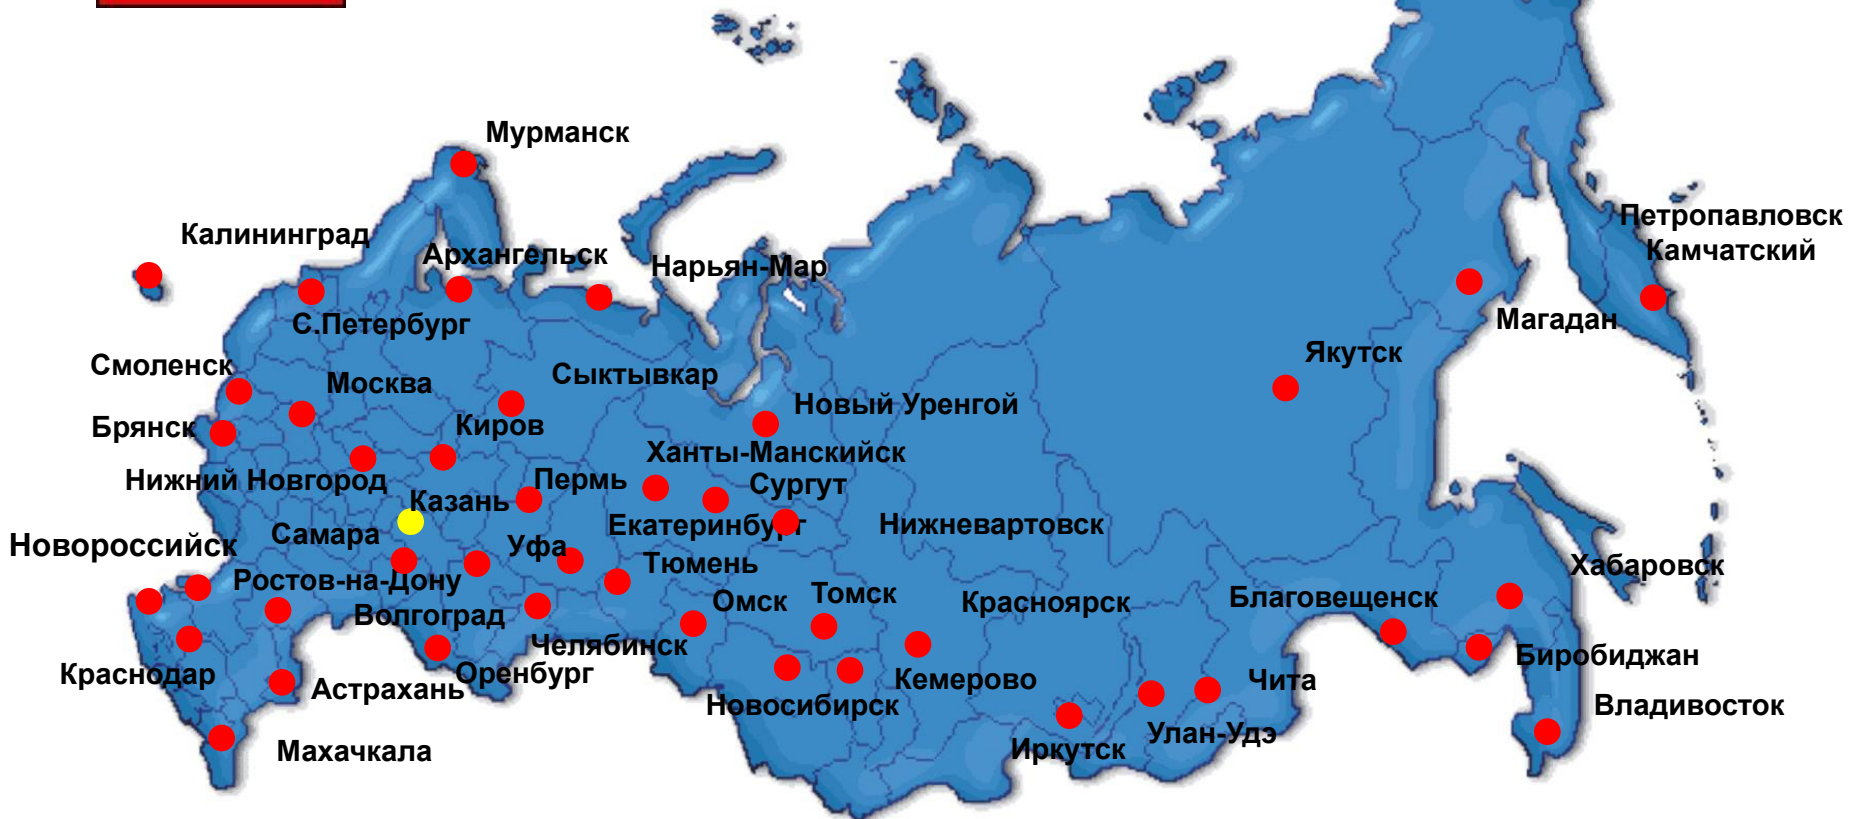 Мурманск
Петропавловск
Камчатский
Калининград
Архангельск
Нарьян-Мар
Магадан
С.Петербург
Якутск
Смоленск
Москва
Сыктывкар
Новый Уренгой
Брянск
Киров
Ханты-Манскийск
Нижний Новгород
Пермь
Сургут
Казань
Екатеринбург
Нижневартовск
Самара
Новороссийск
Уфа
Тюмень
Хабаровск
Ростов-на-Дону
Омск
Томск
Красноярск
Благовещенск
Волгоград
Челябинск
Биробиджан
Краснодар
Оренбург
Кемерово
Чита
Астрахань
Новосибирск
Владивосток
Улан-Удэ
Махачкала
Иркутск